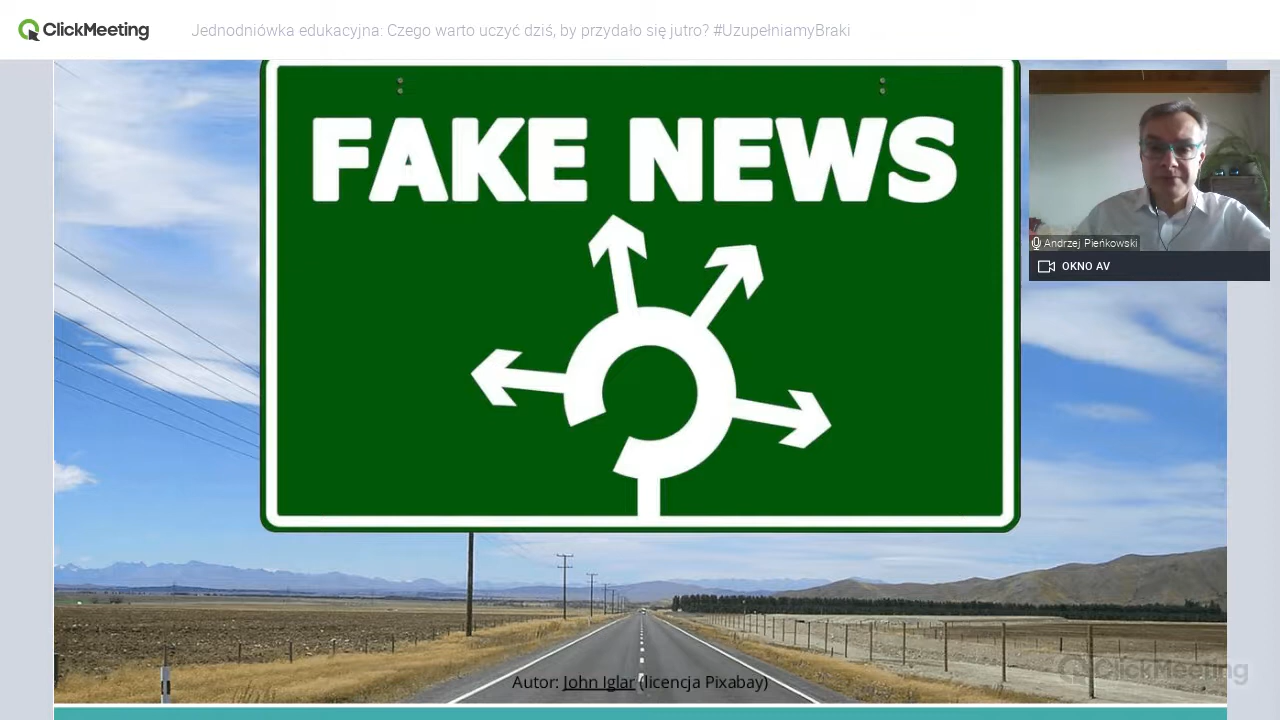 ClickMeeting
Jednodniówka edukacyjna: Czego warto uczyć dziś, by przydało się jutro? #UzupełniamyBraki
FAKE NEWS
Andrzej Pieńkowski
OKNO AV
ClickMeeting
Autor: John Iglar (licencja Pixabay)